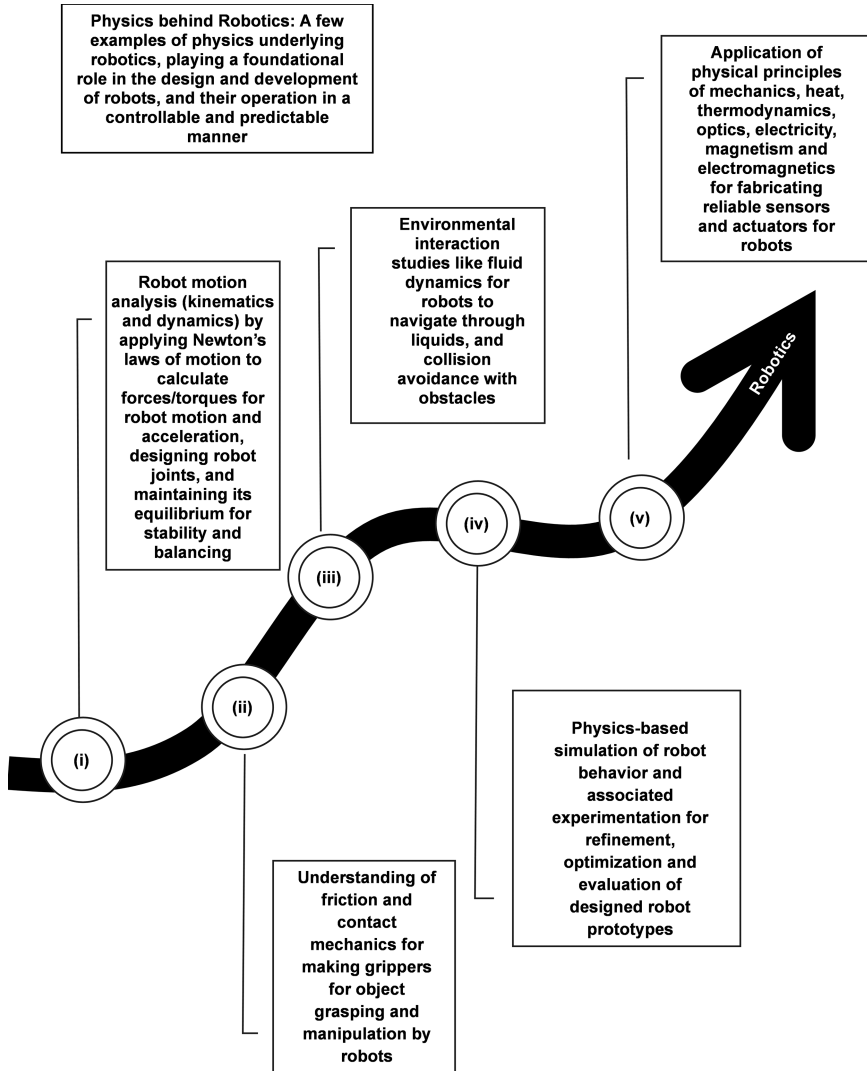 Physics behind Robotics: A few
examples of physics underlying
robotics, playing a foundational
role in the design and development
of robots, and their operation in a
controllable and predictable
manner
Robot motion
analysis (kinematics
and dynamics) by
applying Newton’s
laws of motion to
calculate
forces/torques for
robot motion and
acceleration,
designing robot
joints, and
maintaining its
equilibrium for
stability and
balancing
(i)
Understanding of
friction and
contact
mechanics for
making grippers
for object
grasping and
manipulation by
robots
(ii)
Environmental
interaction
studies like fluid
dynamics for
robots to
navigate through
liquids, and
collision
avoidance with
obstacles
(iii)
Physics-based
simulation of robot
behavior and
associated
experimentation for
refinement,
optimization and
evaluation of
designed robot
prototypes
(iv)
Application of
physical principles
of mechanics, heat,
thermodynamics,
optics, electricity,
magnetism and
electromagnetics
for fabricating
reliable sensors
and actuators for
robots
(v)
Robotics